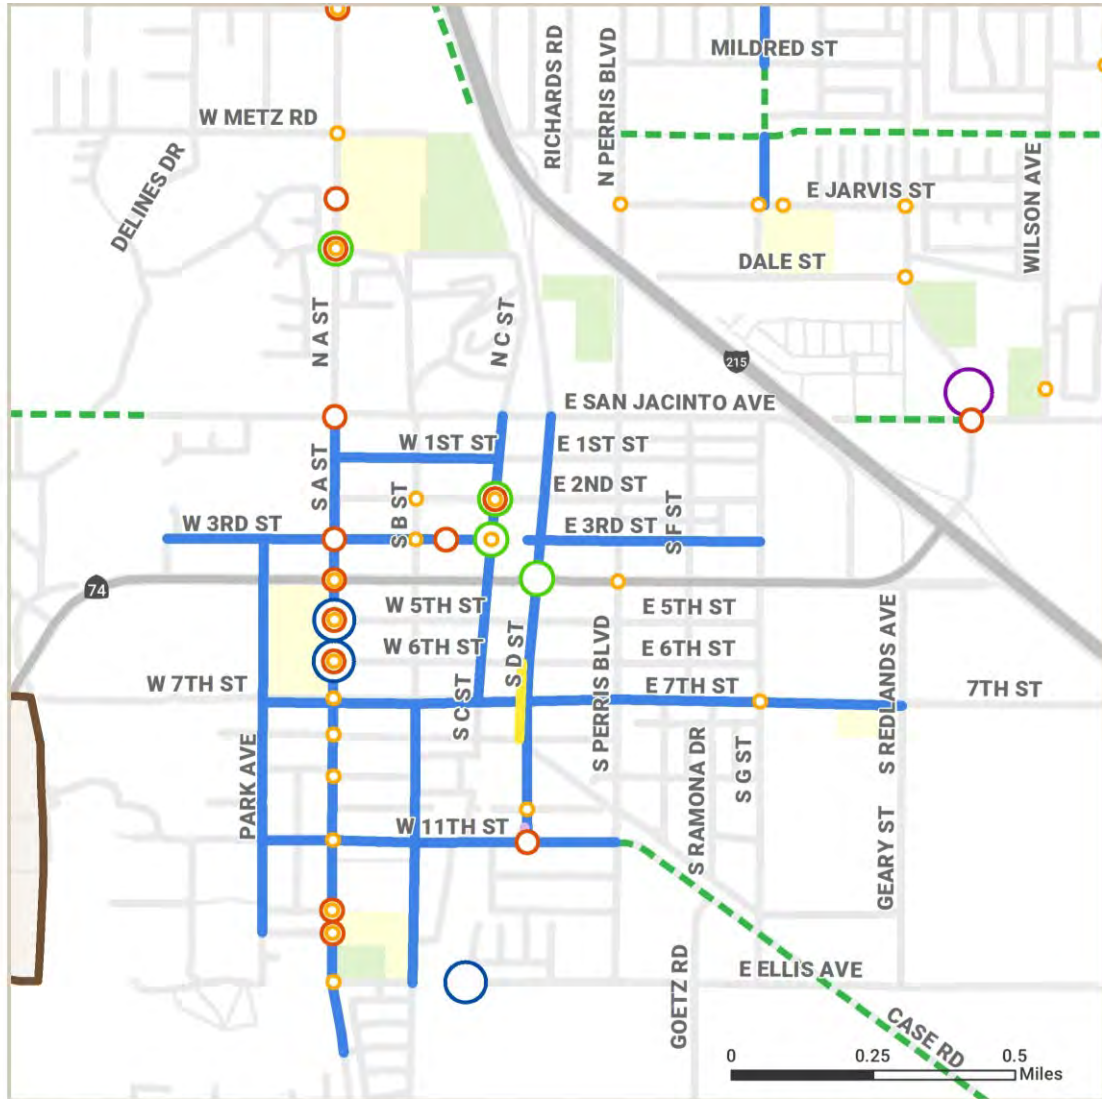 MILDRED ST
RICHARDS RD
N PERRIS BLVD
W METZ RD
DELINES DR
WILSON AVE
E JARVIS ST
DALE ST
N A ST
N C ST
215
E SAN JACINTO AVE
W 1ST ST
E 1ST ST
S A ST
E 2ND ST
S B ST
S F ST
W 3RD ST
E 3RD ST
74
W 5TH ST
E 5TH ST
W 6TH ST
E 6TH ST
S D ST
W 7TH ST
E 7TH ST
7TH ST
S C ST
S PERRIS BLVD
S REDLANDS AVE
PARK AVE
S RAMONA DR
S G ST
W 11TH ST
GEARY ST
GOETZ RD
E ELLIS AVE
CASE RD
0 0.25 0.5
Miles